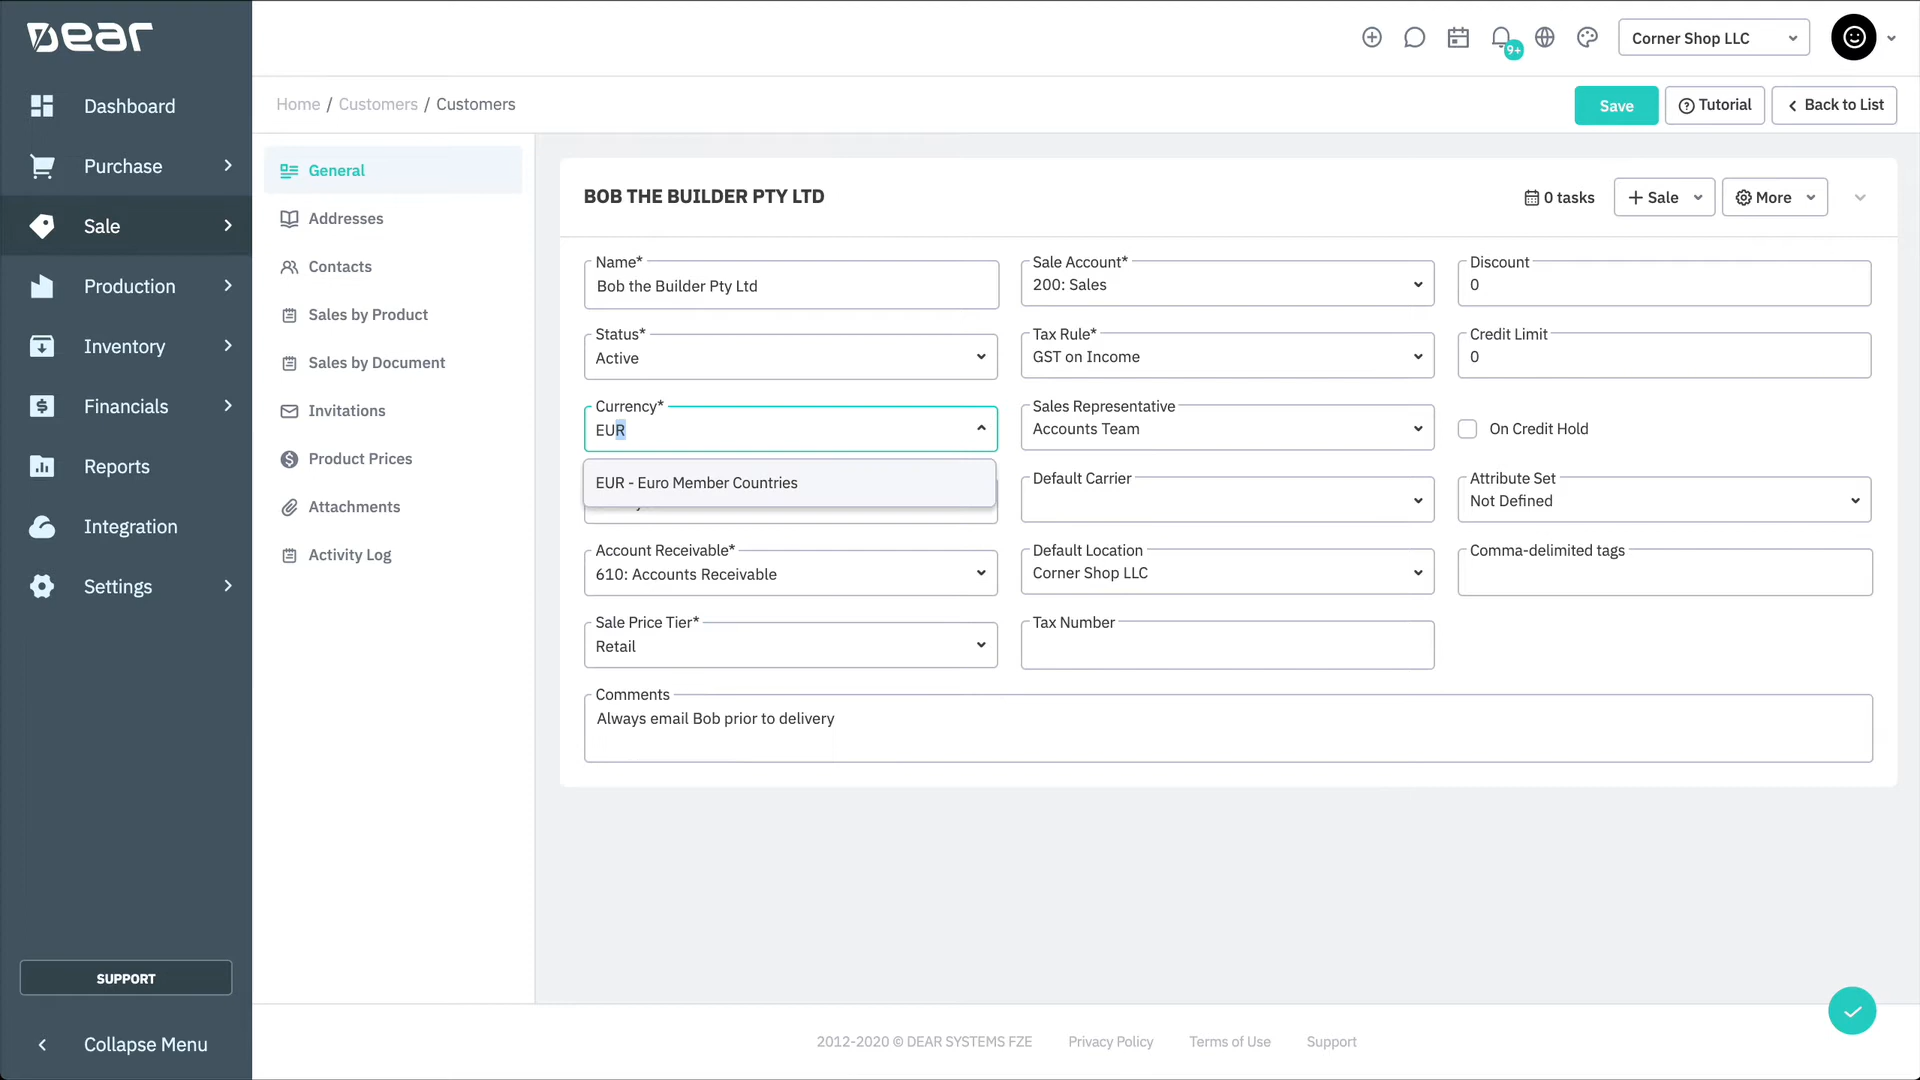 Dear
9+
Corner Shop LLC
Home / Customers / Customers
Save
Tutorial
Back to List
Dashboard
Purchase
Sale
Production
Inventory
Financials
Reports
Integration
Settings
SUPPORT
Collapse Menu
General
Addresses
Contacts
Sales by Product
Sales by Document
Invitations
Product Prices
Attachments
Activity Log
BOB THE BUILDER PTY LTD
0 tasks
Sale
More
Name*
Bob the Builder Pty Ltd
Sale Account*
200: Sales
Discount
0
Status*
Active
Tax Rule*
GST on Income
Credit Limit
0
Currency*
EUR
Sales Representative
Accounts Team
On Credit Hold
EUR - Euro Member Countries
Default Carrier
Attribute Set
Not Defined
Account Receivable*
610: Accounts Receivable
Default Location
Corner Shop LLC
Comma-delimited tags
Sale Price Tier*
Retail
Tax Number
Comments
Always email Bob prior to delivery
2012-2020 © DEAR SYSTEMS FZE
Privacy Policy
Terms of Use
Support